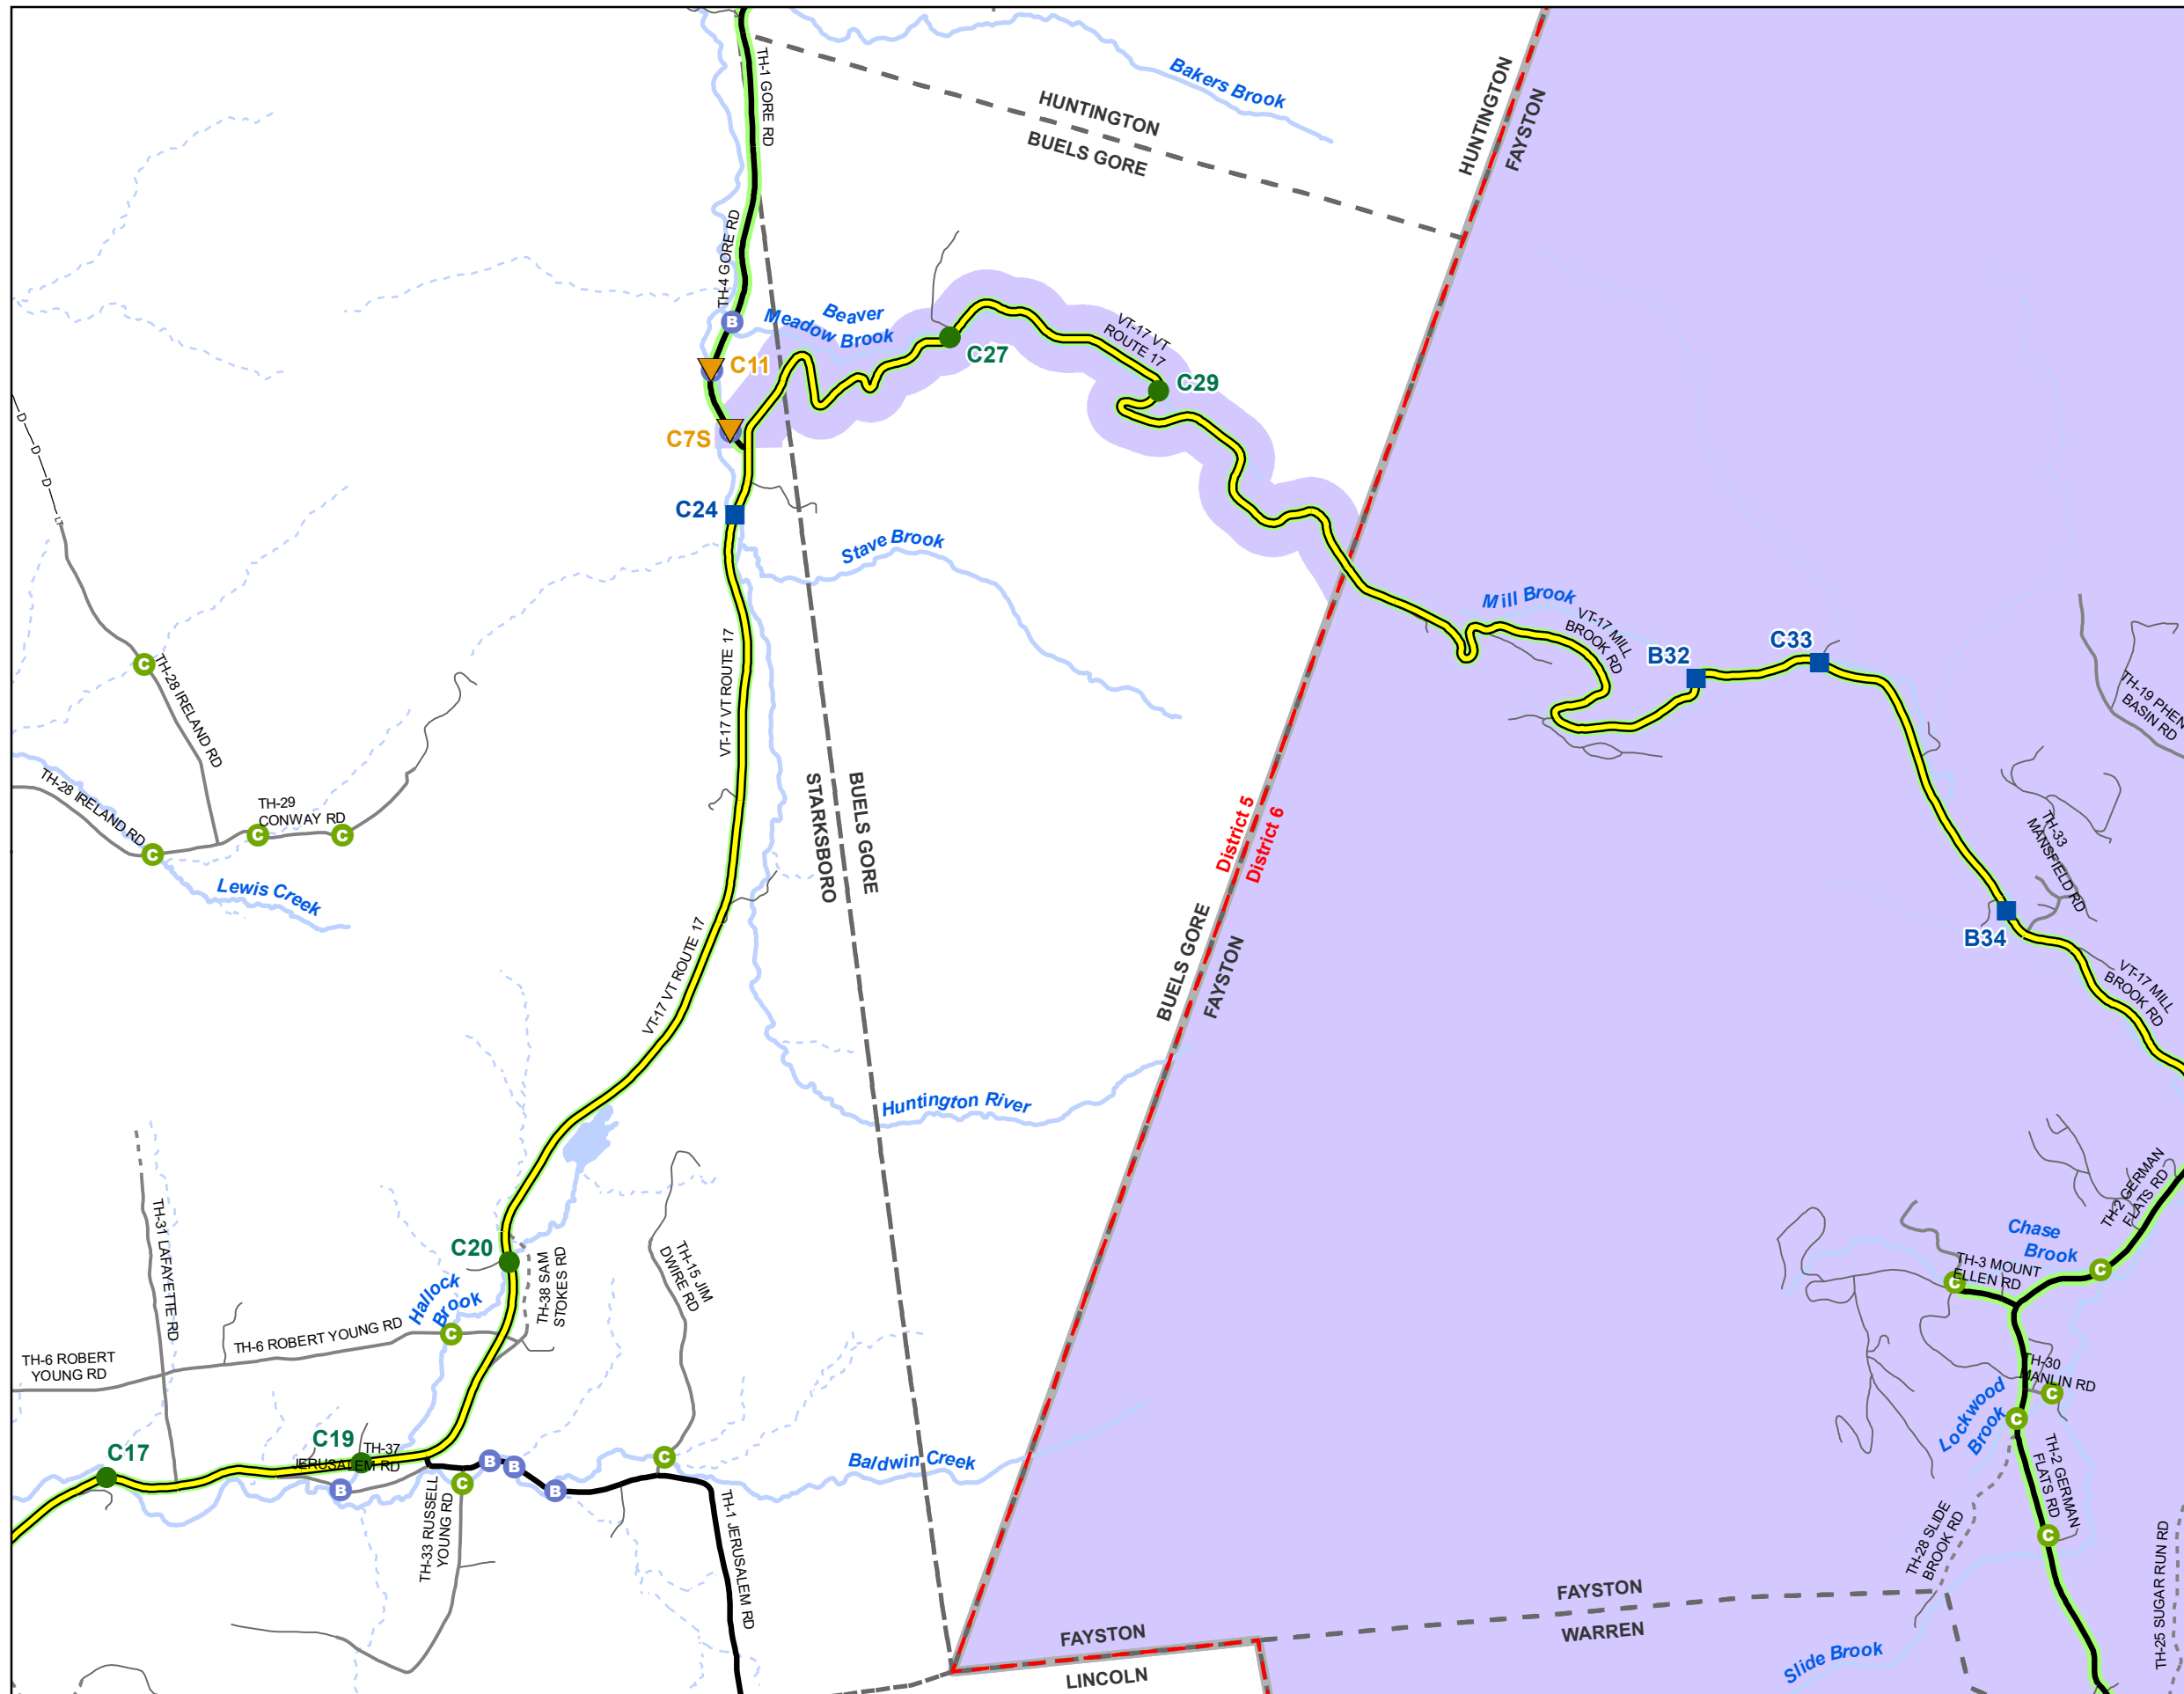 TH-1 GORE RD
Bakers Brook
HUNTINGTON
BUELS GORE
HUNTINGTON
FAYSTON
TH-4 GORE RD
B
Beaver
Meadow Brook
C11
C27
VT-17 VT
ROUTE 17
C29
C7S
C24
D
D
D
LT
Stave Brook
Mill Brook
VT-17 MILL
BROOK RD
B32
C33
C
TH-28 IRELAND RD
VT-17 VT ROUTE 17
TH-19 PHEN
BASIN RD
TH-28 IRELAND RD
TH-29
CONWAY RD
C
C
C
Lewis Creek
STARKSBORO
BUELS GORE
District 5
District 6
TH-33
MANSFIELD RD
B34
VT-17 VT ROUTE 17
BUELS GORE
FAYSTON
VT-17 MILL
BROOK RD
Huntington River
TH-31 LAFAYETTE RD
C20
Hallock
Brook
TH-38 SAM
STOKES RD
TH-15 JIM
DWIRE RD
TH-2 GERMAN
FLATS RD
Chase
Brook
C
TH-3 MOUNT
ELLEN RD
C
TH-6 ROBERT
YOUNG RD
TH-6 ROBERT YOUNG RD
C
TH-30
MANLIN RD
C
Lockwood
Brook
C
C17
C19
TH-37
JERUSALEM RD
B
B
B
B
C
C
Baldwin Creek
TH-33 RUSSELL
YOUNG RD
TH-1 JERUSALEM RD
TH-2 GERMAN
FLATS RD
C
TH-28 SLIDE
BROOK RD
TH-25 SUGAR RUN RD
FAYSTON
LINCOLN
FAYSTON
WARREN
Slide Brook